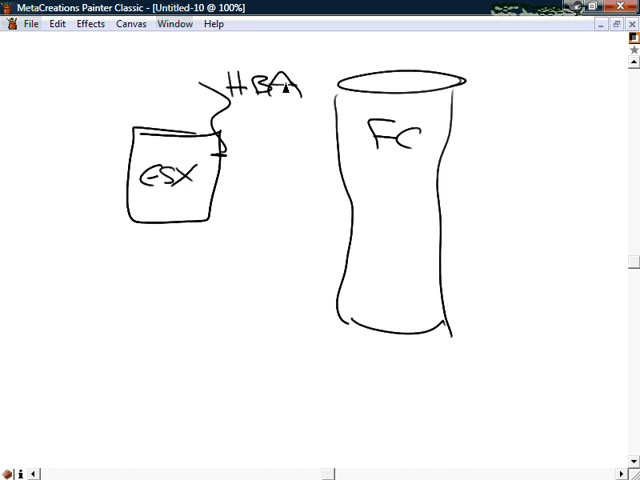 MetaCreations Painter Classic - [Untitled-10 @ 100%]
File Edit Effects Canvas Window Help
HBA
FC
ESX